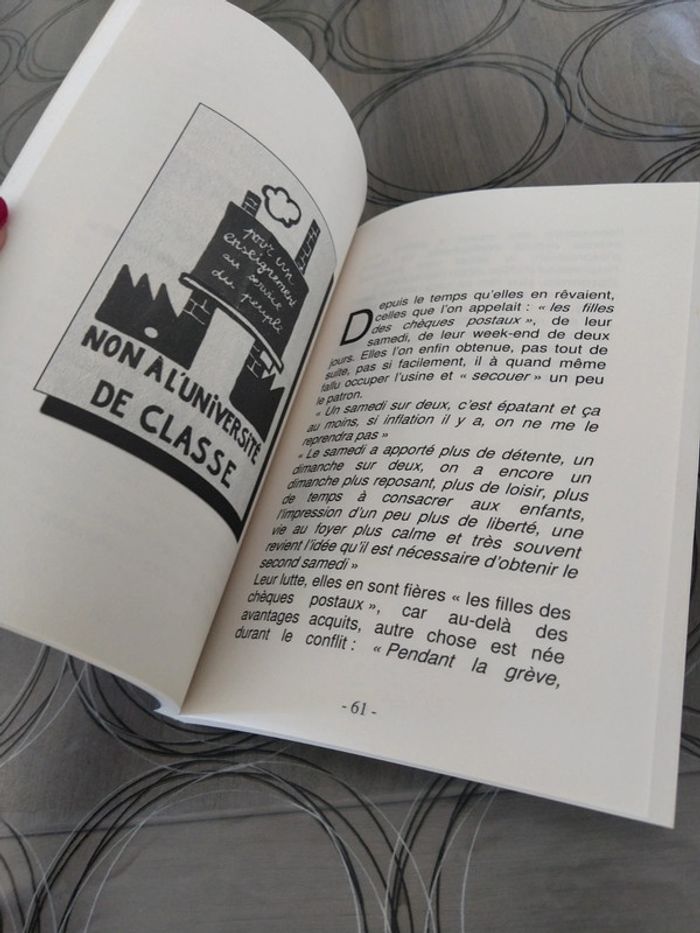 pour un
enseignement
au service
du peuple
NON À L'UNIVERSITÉ
DE CLASSE
Depuis le temps qu'elles en rêvaient,
celles que l'on appelait : « les filles
des chèques postaux », de leur
samedi, de leur week-end de deux
jours. Elles l'on enfin obtenue, pas tout de
suite, pas si facilement, il à quand même
fallu occuper l'usine et « secouer » un peu
le patron.
« Un samedi sur deux, c'est épatant et ça
au moins, si inflation il y a, on ne me le
reprendra pas »
« Le samedi a apporté plus de détente, un
dimanche sur deux, on a encore un
dimanche plus reposant, plus de loisir, plus
de temps à consacrer aux enfants,
l'impression d'un peu plus de liberté, une
vie au foyer plus calme et très souvent
revient l'idée qu'il est nécessaire d'obtenir le
second samedi »
Leur lutte, elles en sont fières « les filles des
chèques postaux », car au-delà des
avantages acquits, autre chose est née
durant le conflit : « Pendant la grève,
- 61 -